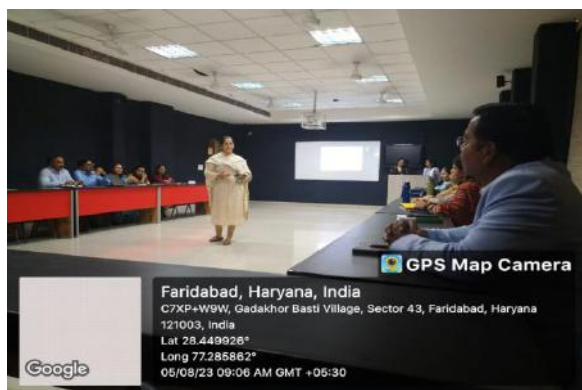 GPS Map Camera
Faridabad, Haryana, India
C7XP+W9W, Gadakhor Basti Village, Sector 43, Faridabad, Haryana
121003, India
Lat 28.449926°
Long 77.285862°
05/08/23 09:06 AM GMT +05:30
Google